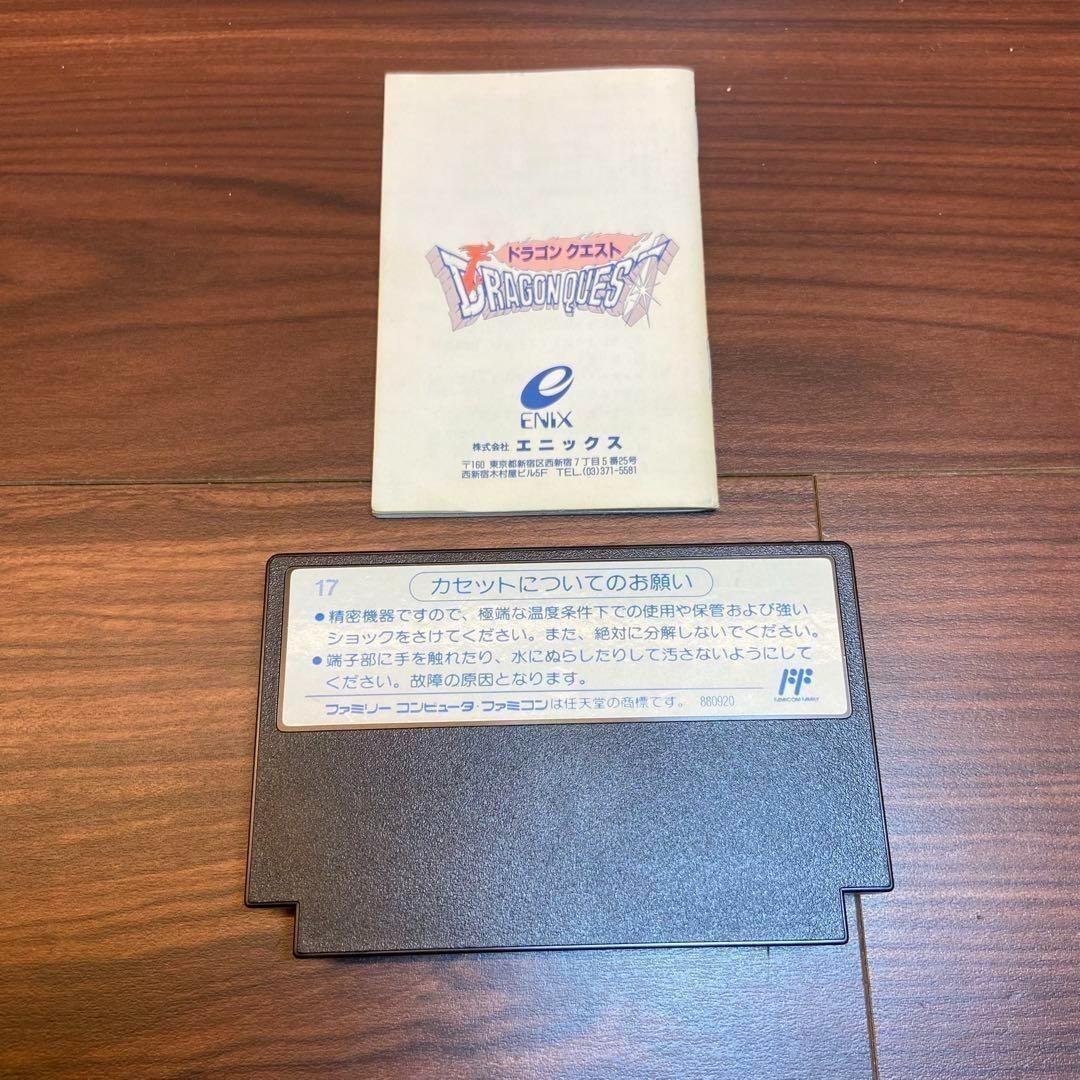 ドラゴン クエスト
DRAGON QUEST
ENIX
株式会社 エニックス
〒160 東京都新宿区西新宿7丁目5番25号
西新宿木村屋ビル5F TEL.(03)371-5581
17
カセットについてのお願い
●精密機器ですので、極端な温度条件下での使用や保管および強い
ショックをさけてください。また、絶対に分解しないでください。
●端子部に手を触れたり、水にぬらしたりして汚さないようにして
ください。故障の原因となります。
FF
FAMICOM FAMILY
ファミリー コンピュータ・ファミコンは任天堂の商標です。 880920